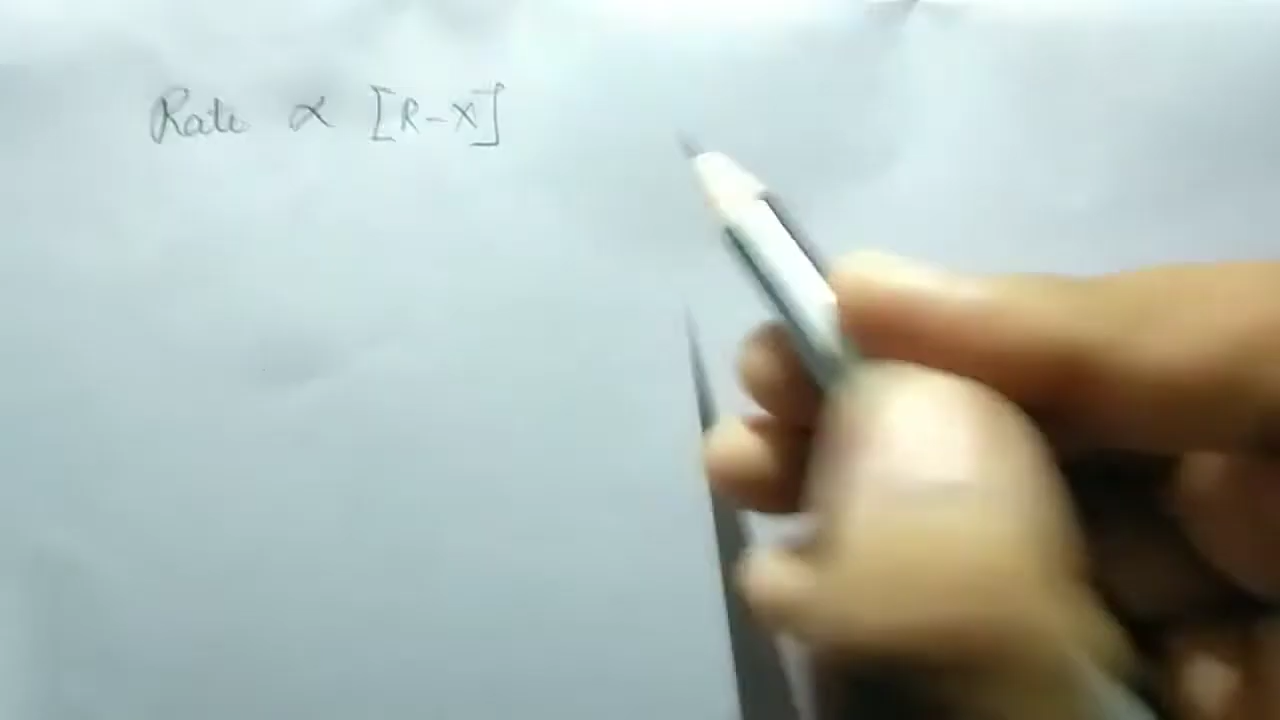 Rate ∝ [R-X]